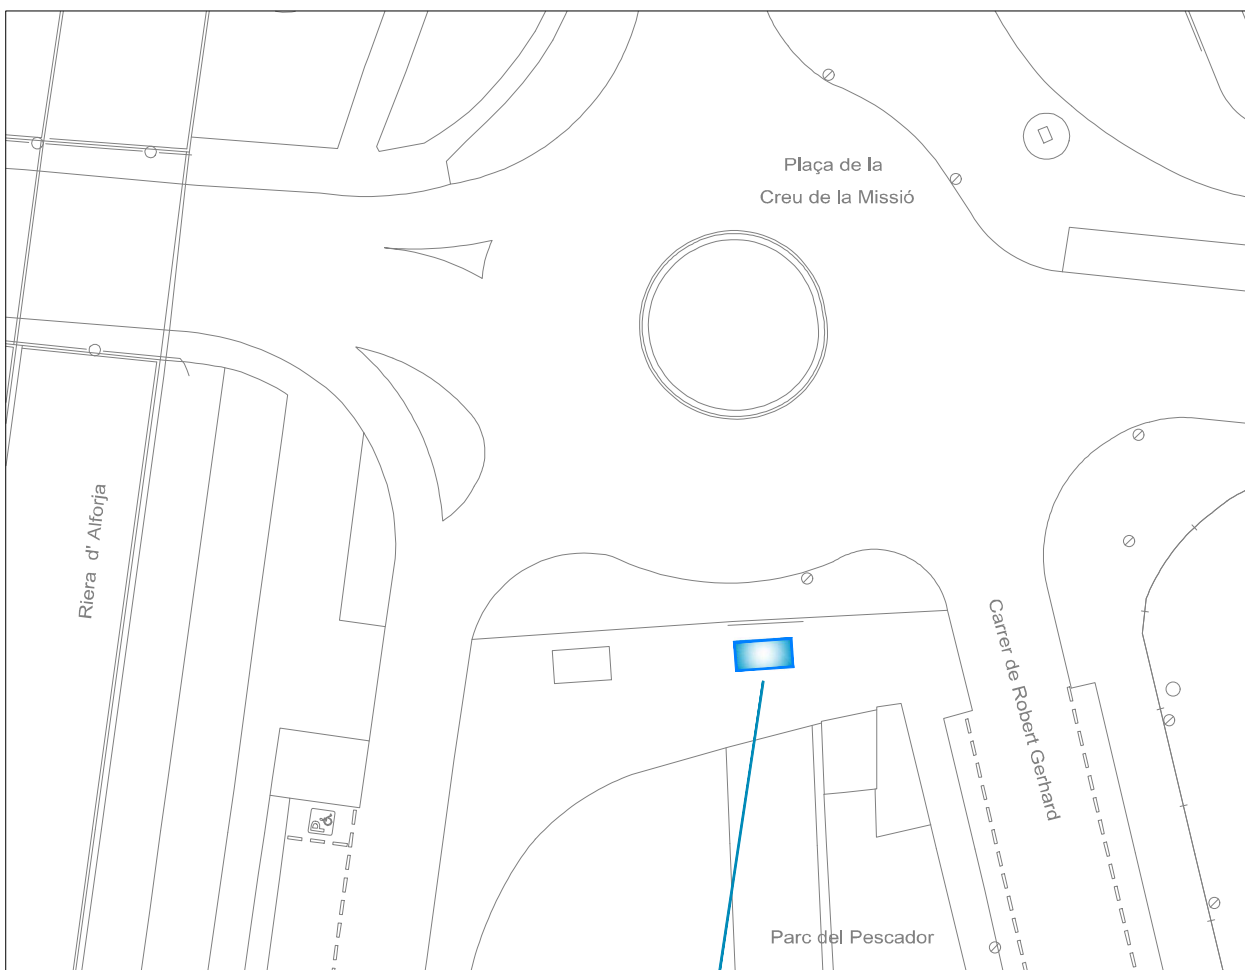 Plaça de la
Creu de la Missió
Riera d' Alforja
Carrer de Robert Gerhard
P
Parc del Pescador